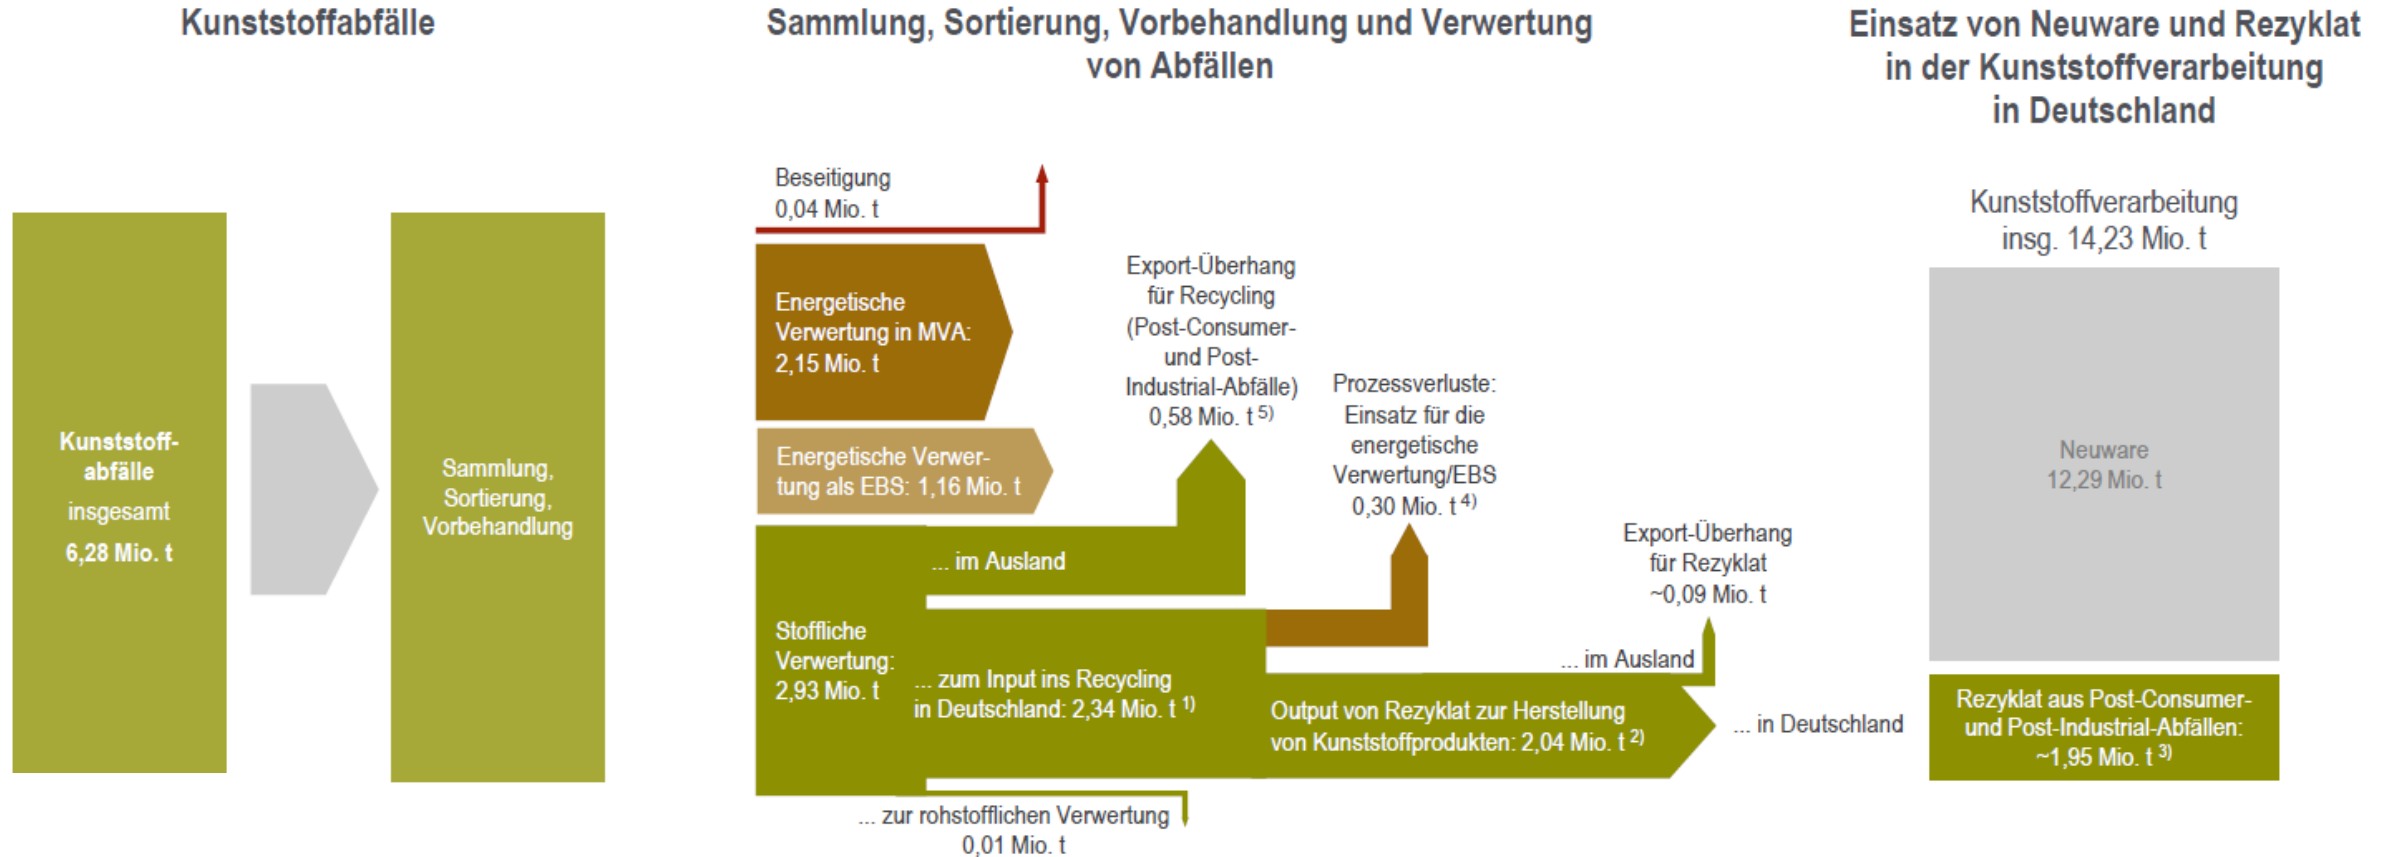 Kunststoffabfälle
Sammlung, Sortierung, Vorbehandlung und Verwertung
von Abfällen
Einsatz von Neuware und Rezyklat
in der Kunststoffverarbeitung
in Deutschland
Kunststoff-
abfälle
insgesamt
6,28 Mio. t
Sammlung,
Sortierung,
Vorbehandlung
Beseitigung
0,04 Mio. t
Energetische
Verwertung in MVA:
2,15 Mio. t
Energetische Verwer-
tung als EBS: 1,16 Mio. t
Stoffliche
Verwertung:
2,93 Mio. t
... im Ausland
Export-Überhang
für Recycling
(Post-Consumer-
und Post-
Industrial-Abfälle)
0,58 Mio. t 5)
... zum Input ins Recycling
in Deutschland: 2,34 Mio. t 1)
... zur rohstofflichen Verwertung
0,01 Mio. t
Prozessverluste:
Einsatz für die
energetische
Verwertung/EBS
0,30 Mio. t 4)
Output von Rezyklat zur Herstellung
von Kunststoffprodukten: 2,04 Mio. t 2)
Export-Überhang
für Rezyklat
~0,09 Mio. t
... im Ausland
... in Deutschland
Kunststoffverarbeitung
insg. 14,23 Mio. t
Neuware
12,29 Mio. t
Rezyklat aus Post-Consumer-
und Post-Industrial-Abfällen:
~1,95 Mio. t 3)